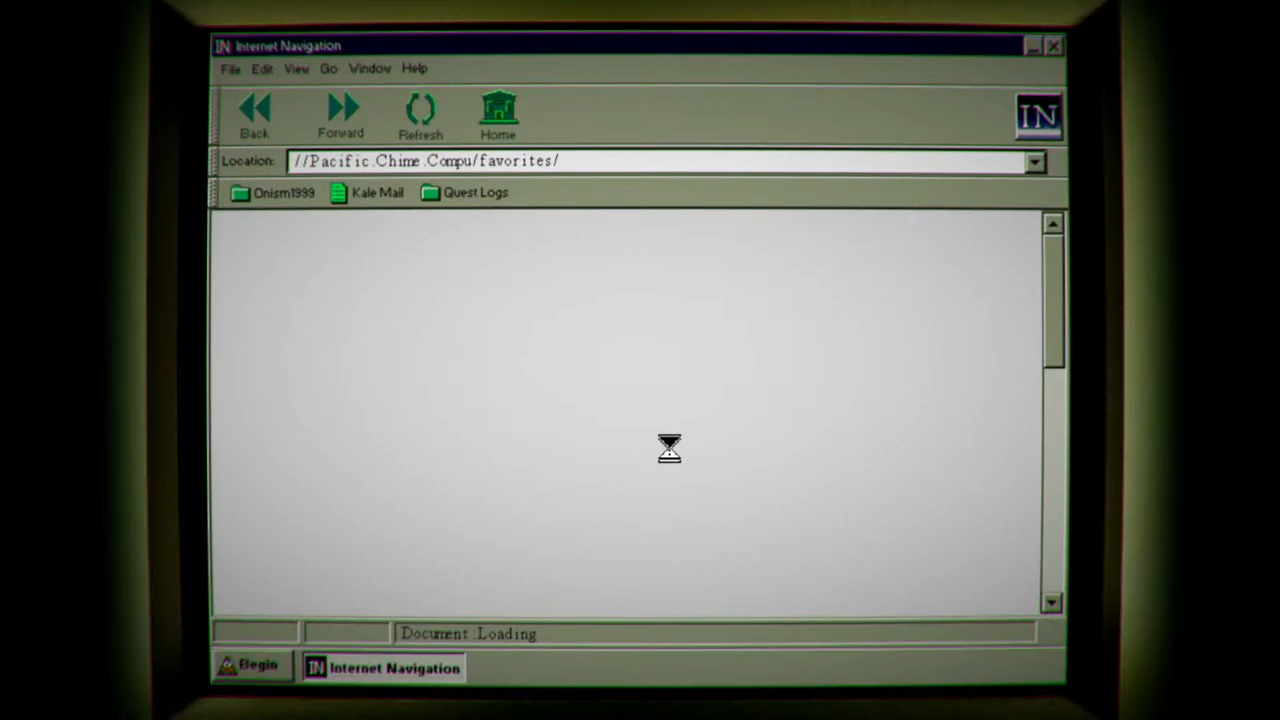 IN Internet Navigation
File Edit View Go Window Help
Back Forward Refresh Home
IN
Location: //Pacific.Chime.Compu/favorites/
Onism1999 Kale Mail Quest Logs
Document :Loading
Begin IN Internet Navigation